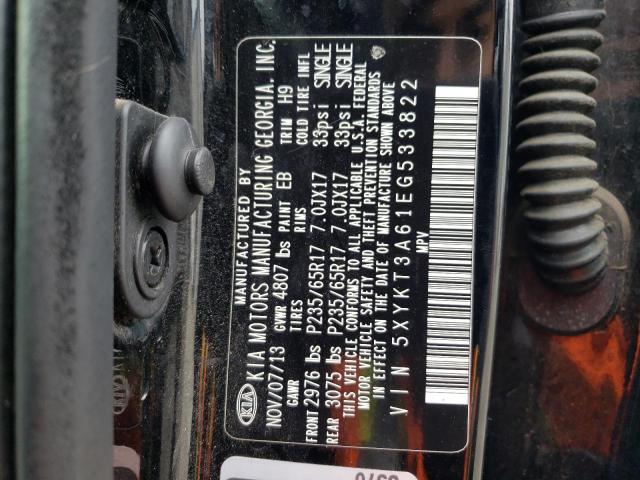 KIA
MANUFACTURED BY
KIA MOTORS MANUFACTURING GEORGIA, INC.
NOV/07/13 GVWR 4807 lbs PAINT EB TRIM H9
GAWR TIRES RIMS COLD TIRE INFL
FRONT 2976 lbs P235/65R17 7.0JX17 33psi SINGLE
REAR 3075 lbs P235/65R17 7.0JX17 33psi SINGLE
THIS VEHICLE CONFORMS TO ALL APPLICABLE U.S.A. FEDERAL
MOTOR VEHICLE SAFETY AND THEFT PREVENTION STANDARDS
IN EFFECT ON THE DATE OF MANUFACTURE SHOWN ABOVE
VIN 5XYKT3A61EG533822
MPV